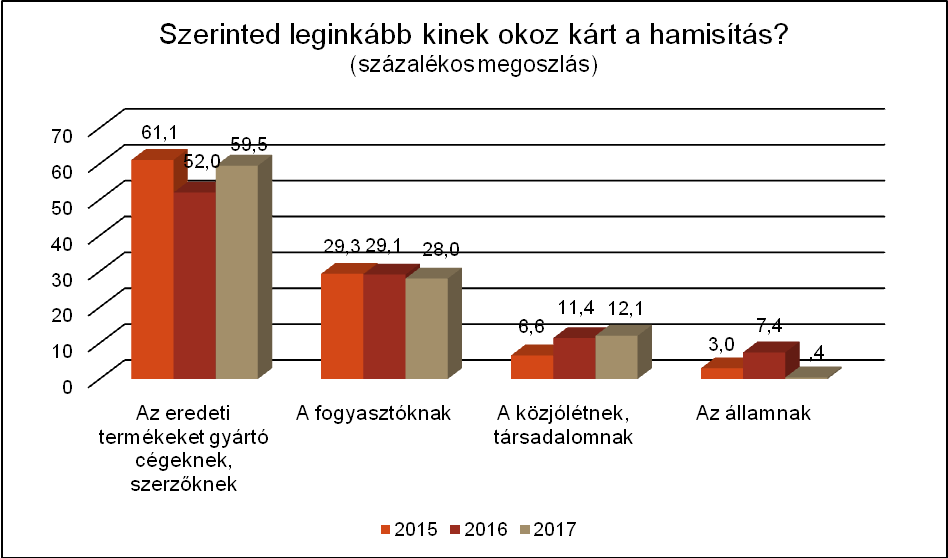 Szerinted leginkább kinek okoz kárt a hamisítás?
(százalékos megoszlás)
70
60
50
40
30
20
10
0
61,1
52,0
59,5
29,3
29,1
28,0
6,6
11,4
12,1
3,0
7,4
,4
Az eredeti
termékeket gyártó
cégeknek,
szerzőknek
A fogyasztóknak
A közjólétnek,
társadalomnak
Az államnak
2015
2016
2017